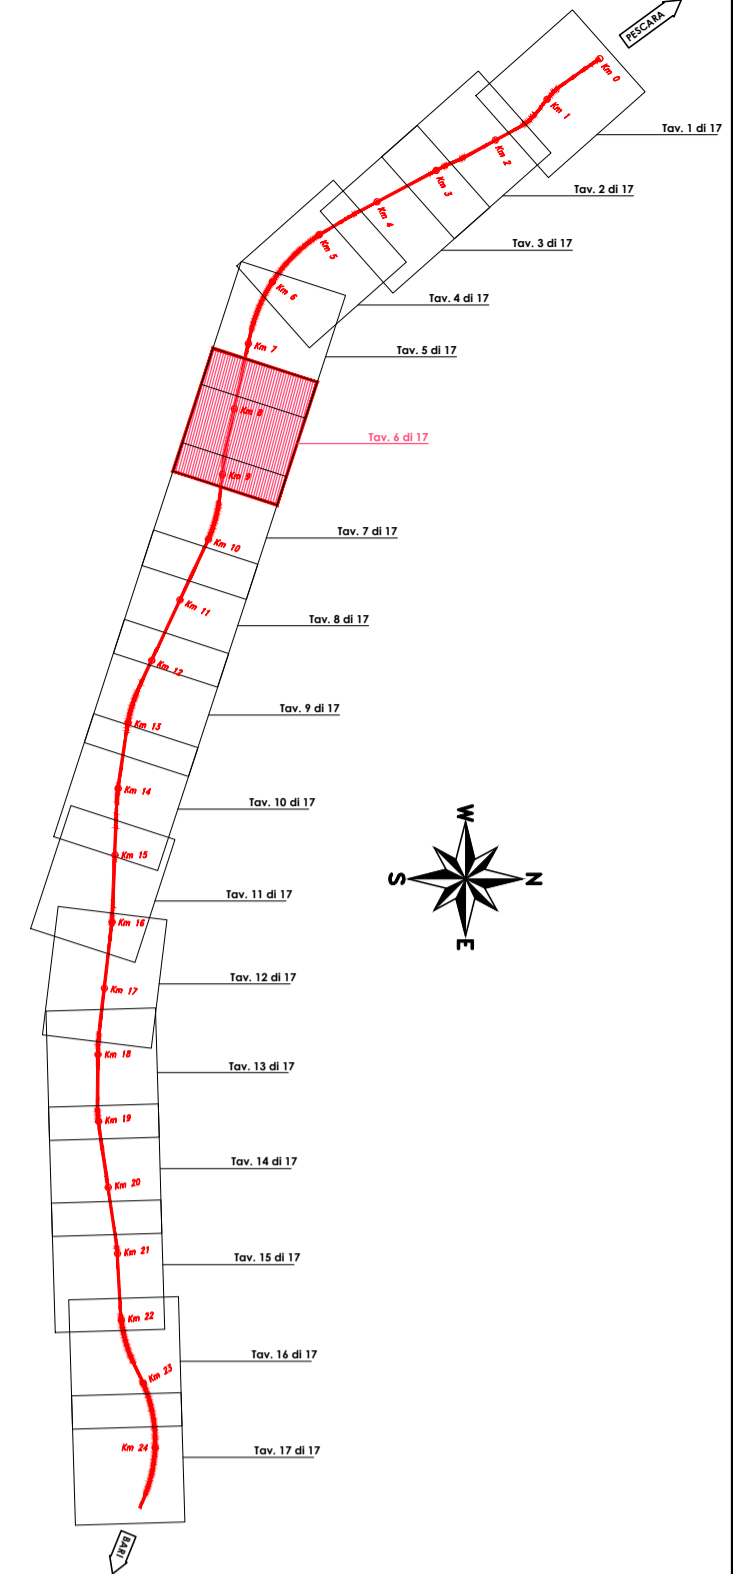 PESCARA
Km 0
Km 1
Tav. 1 di 17
Km 2
Km 3
Tav. 2 di 17
Km 4
Km 5
Tav. 3 di 17
Km 6
Tav. 4 di 17
Km 7
Tav. 5 di 17
Km 8
Tav. 6 di 17
Km 9
Tav. 7 di 17
Km 10
Km 11
Tav. 8 di 17
Km 12
Tav. 9 di 17
Km 13
Km 14
Tav. 10 di 17
Km 15
Tav. 11 di 17
Km 16
Tav. 12 di 17
Km 17
Km 18
Tav. 13 di 17
Km 19
Tav. 14 di 17
Km 20
Km 21
Tav. 15 di 17
Km 22
Tav. 16 di 17
Km 23
Km 24
Tav. 17 di 17
BARI
W
S
N
E